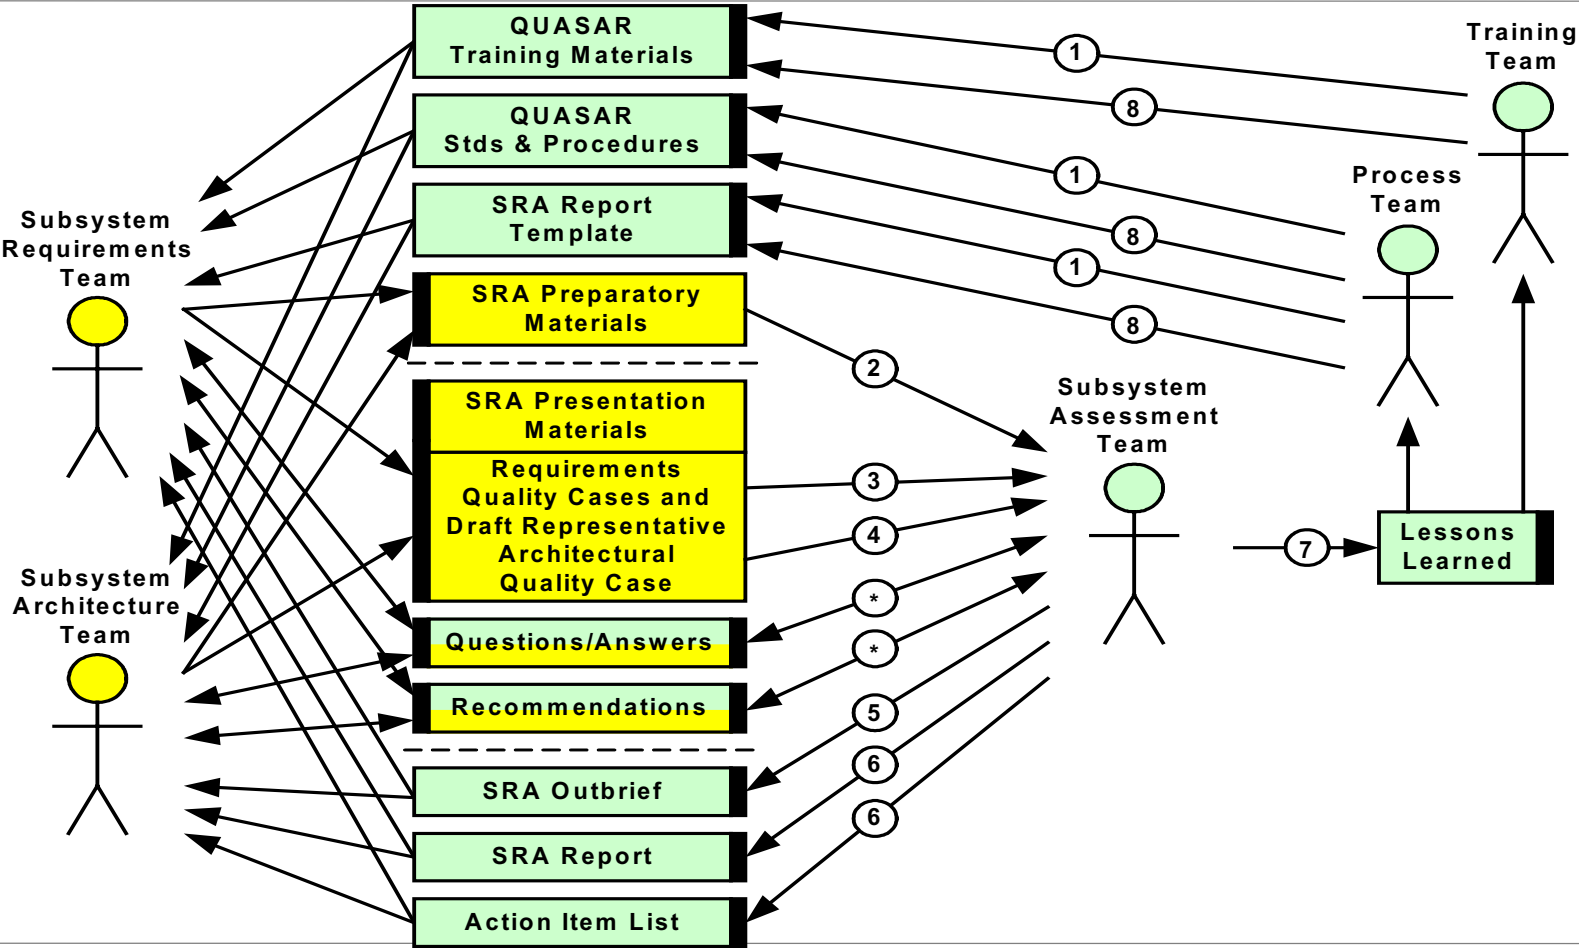 QUASAR
Training Materials
QUASAR
Stds & Procedures
SRA Report
Template
SRA Preparatory
Materials
SRA Presentation
Materials
Requirements
Quality Cases and
Draft Representative
Architectural
Quality Case
Questions/Answers
Recommendations
SRA Outbrief
SRA Report
Action Item List
Subsystem
Requirements
Team
Subsystem
Architecture
Team
1
8
1
8
1
8
2
3
4
*
*
5
6
6
7
Training
Team
Process
Team
Subsystem
Assessment
Team
Lessons
Learned